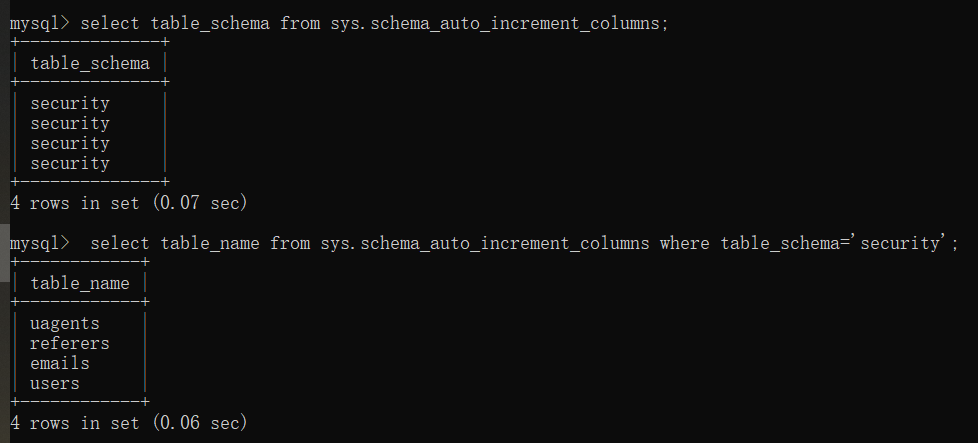 mysql> select table_schema from sys.schema_auto_increment_columns;
+--------------+
| table_schema |
+--------------+
| security     |
| security     |
| security     |
| security     |
+--------------+
4 rows in set (0.07 sec)
mysql>  select table_name from sys.schema_auto_increment_columns where table_schema='security';
+------------+
| table_name |
+------------+
| uagents    |
| referers   |
| emails     |
| users      |
+------------+
4 rows in set (0.06 sec)